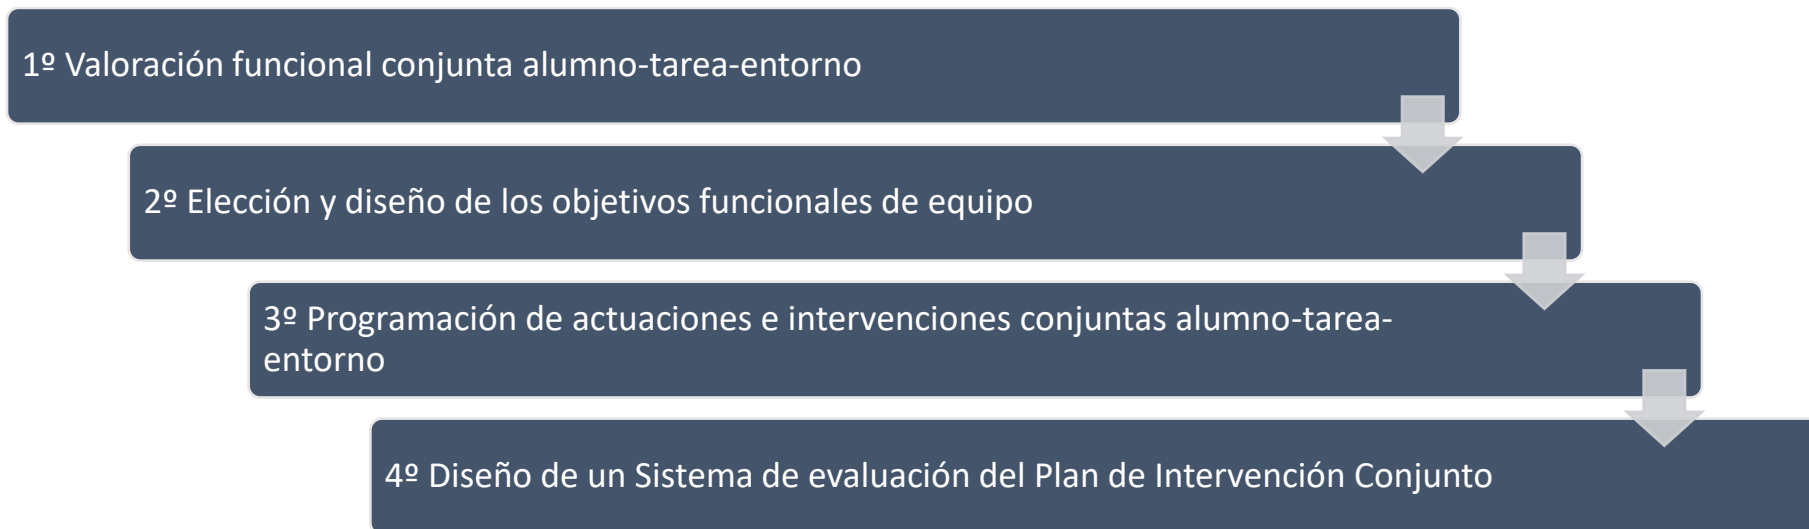 1º Valoración funcional conjunta alumno-tarea-entorno
2º Elección y diseño de los objetivos funcionales de equipo
3º Programación de actuaciones e intervenciones conjuntas alumno-tarea-
entorno
4º Diseño de un Sistema de evaluación del Plan de Intervención Conjunto